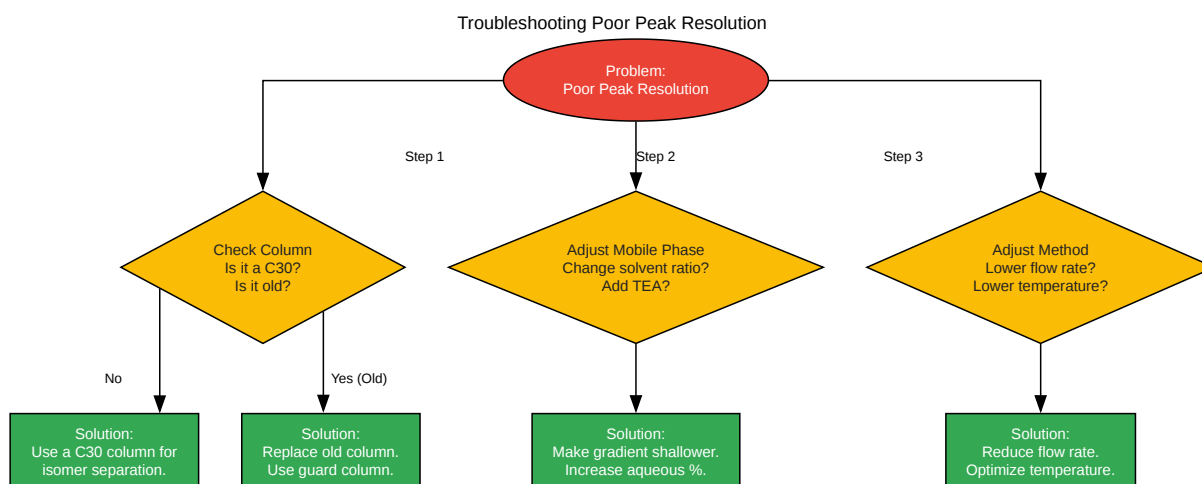 Troubleshooting Poor Peak Resolution
Problem:
Poor Peak Resolution
Step 1
Step 2
Step 3
Check Column
Is it a C30?
Is it old?
Adjust Mobile Phase
Change solvent ratio?
Add TEA?
Adjust Method
Lower flow rate?
Lower temperature?
No
Yes (Old)
Solution:
Use a C30 column for
isomer separation.
Solution:
Replace old column.
Use guard column.
Solution:
Make gradient shallower.
Increase aqueous %.
Solution:
Reduce flow rate.
Optimize temperature.